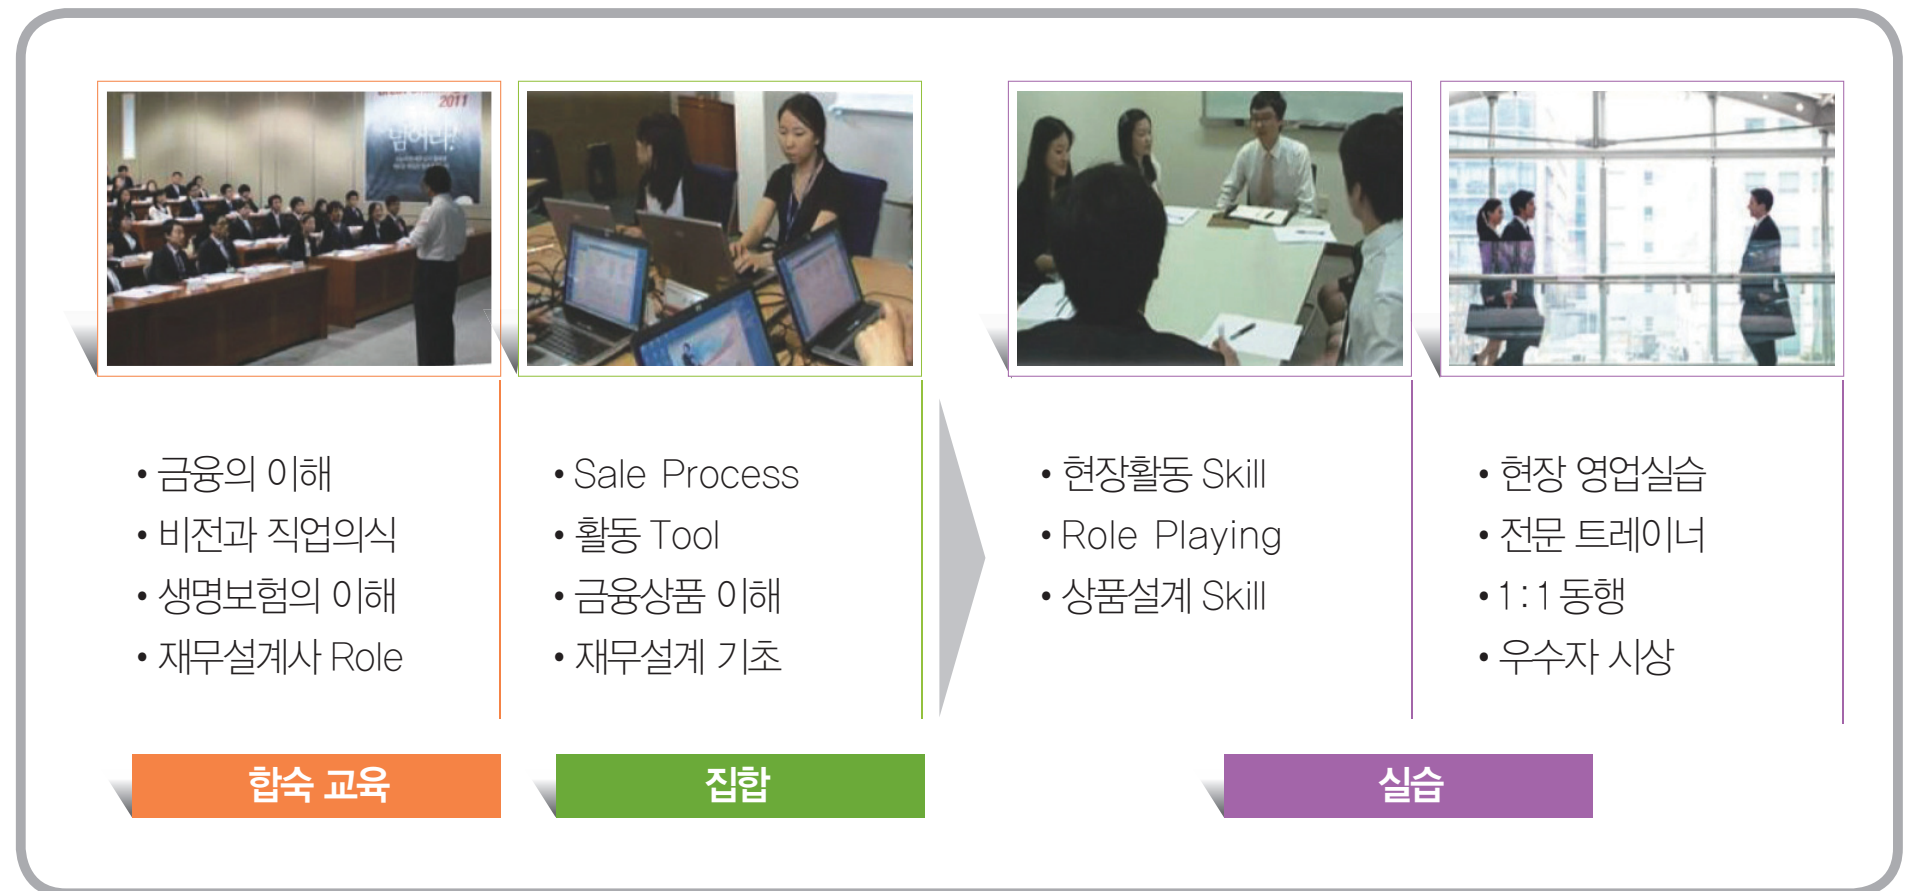 2011
• 금융의 이해
• 비전과 직업의식
• 생명보험의 이해
• 재무설계사 Role
합숙 교육
• Sale Process
• 활동 Tool
• 금융상품 이해
• 재무설계 기초
집합
• 현장활동 Skill
• Role Playing
• 상품설계 Skill
• 현장 영업실습
• 전문 트레이너
• 1 : 1 동행
• 우수자 시상
실습